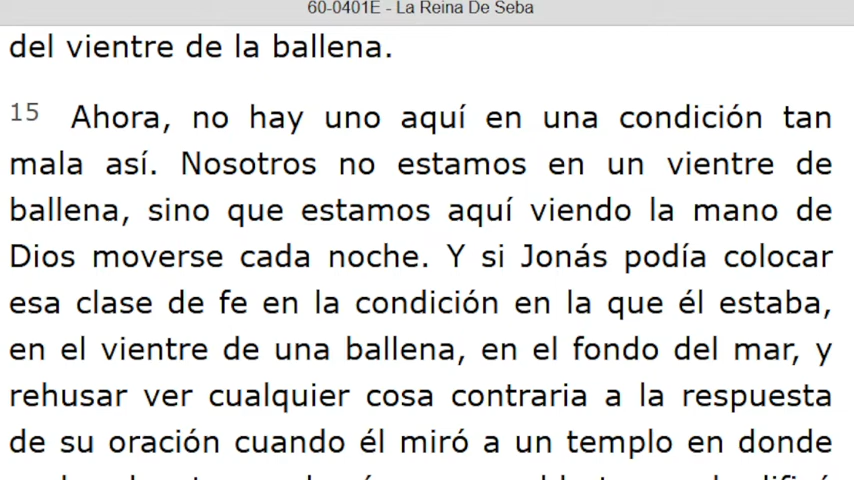 60-0401E - La Reina De Seba
del vientre de la ballena.
15 Ahora, no hay uno aquí en una condición tan
mala así. Nosotros no estamos en un vientre de
ballena, sino que estamos aquí viendo la mano de
Dios moverse cada noche. Y si Jonás podía colocar
esa clase de fe en la condición en la que él estaba,
en el vientre de una ballena, en el fondo del mar, y
rehusar ver cualquier cosa contraria a la respuesta
de su oración cuando él miró a un templo en donde